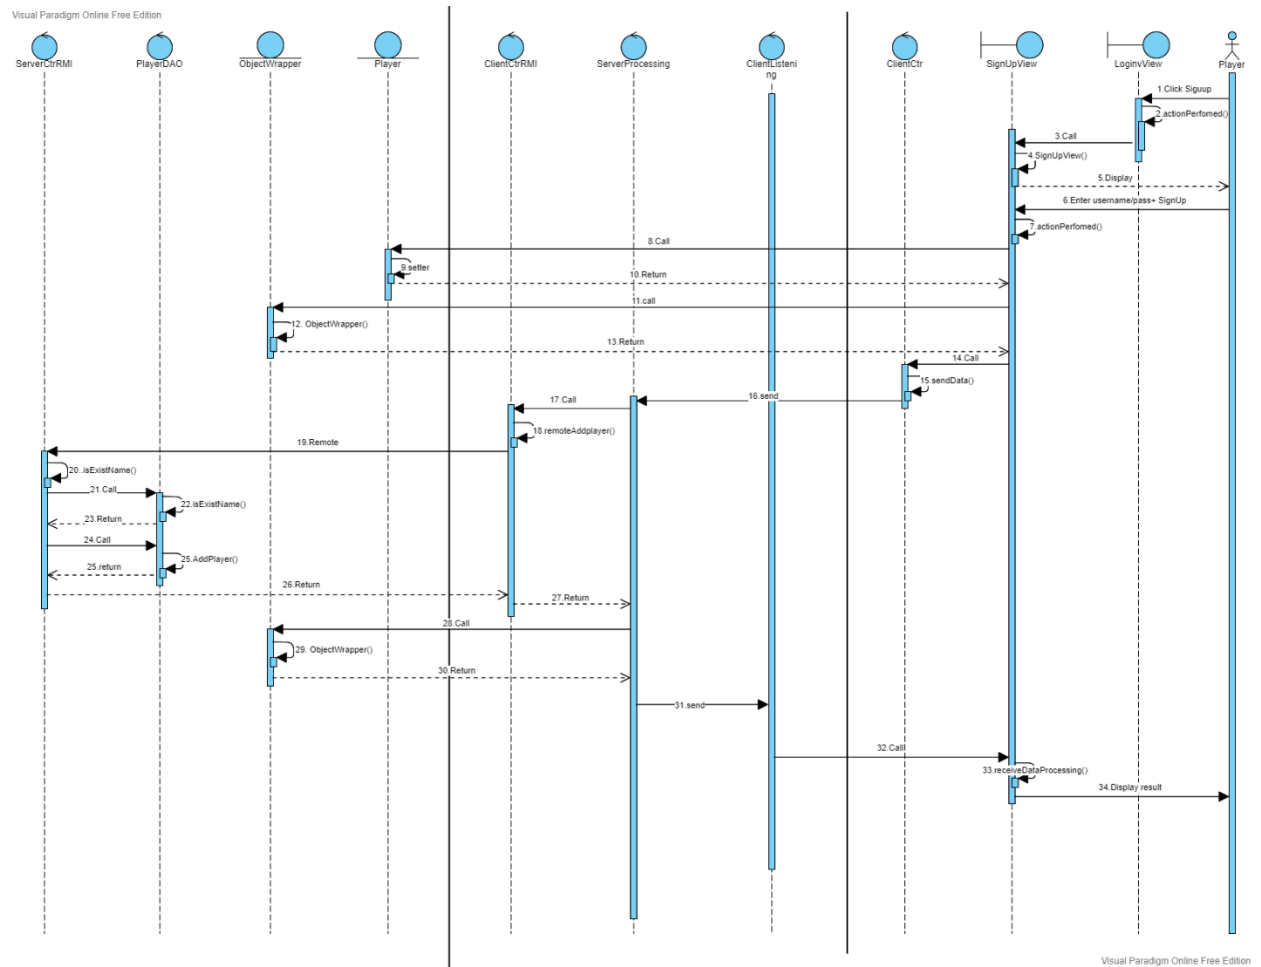 Visual Paradigm Online Free Edition
ServerCtrRMI
PlayerDAO
ObjectWrapper
Player
ClientCtrRMI
ServerProcessing
ClientListeni
ng
ClientCtr
SignUpView
LoginvView
Player
1.Click Siguup
2.actionPerfomed()
3.Call
4.SignUpView()
5.Display
6.Enter username/pass+ SignUp
7.actionPerfomed()
8.Call
9.setter
10.Return
11.call
12. ObjectWrapper()
13.Return
14.Call
15.sendData()
16.send
17.Call
18.remoteAddplayer()
19.Remote
20..isExistName()
21.Call
22.isExistName()
23.Return
24.Call
25.AddPlayer()
25.return
26.Return
27.Return
28.Call
29. ObjectWrapper()
30.Return
31.send
32.Call
33.receiveDataProcessing()
34.Display result
Visual Paradigm Online Free Edition